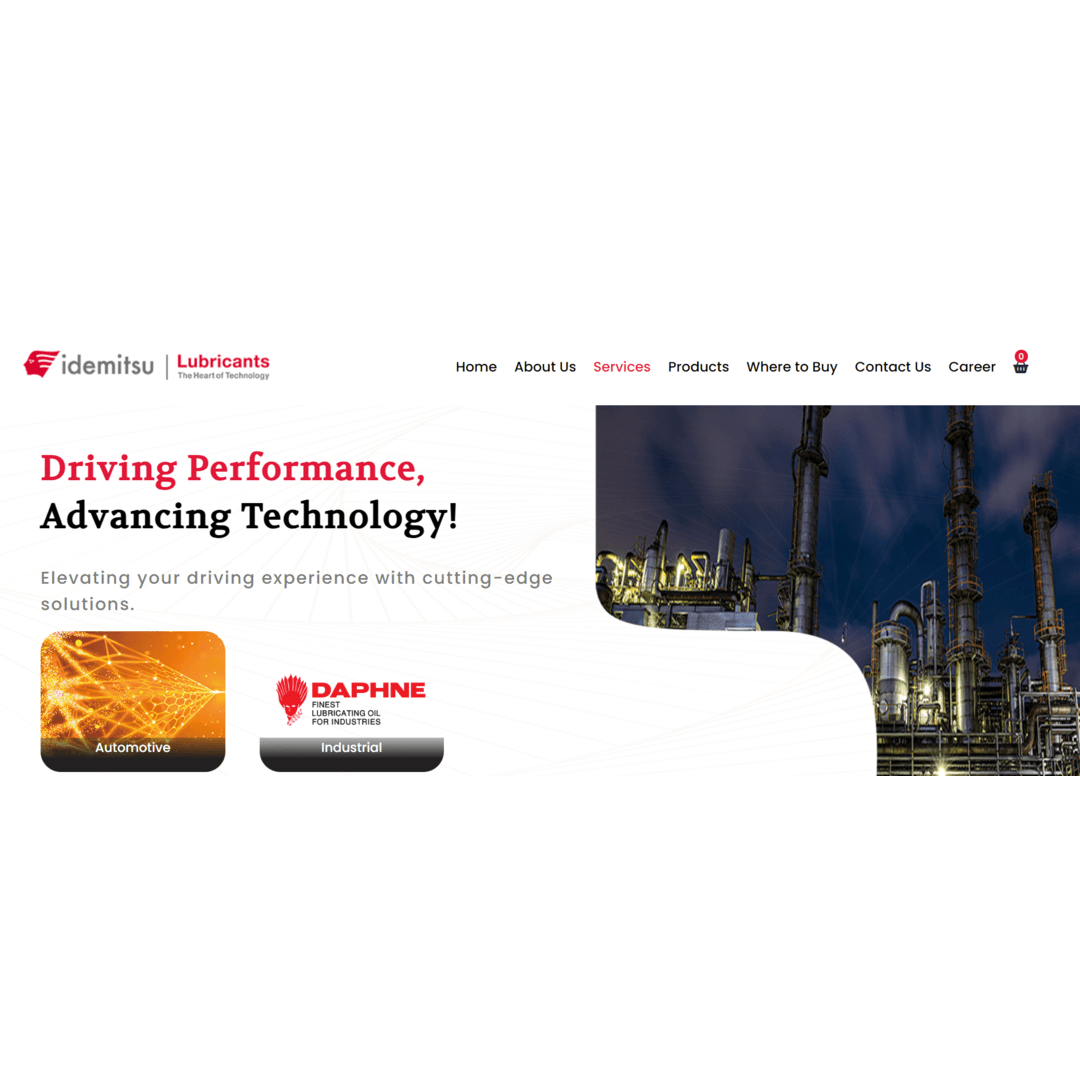 idemitsu
Lubricants
The Heart of Technology
Home About Us Services Products Where to Buy Contact Us Career
0
Driving Performance,
Advancing Technology!
Elevating your driving experience with cutting-edge
solutions.
Automotive
DAPHNE
FINEST
LUBRICATING OIL
FOR INDUSTRIES
Industrial